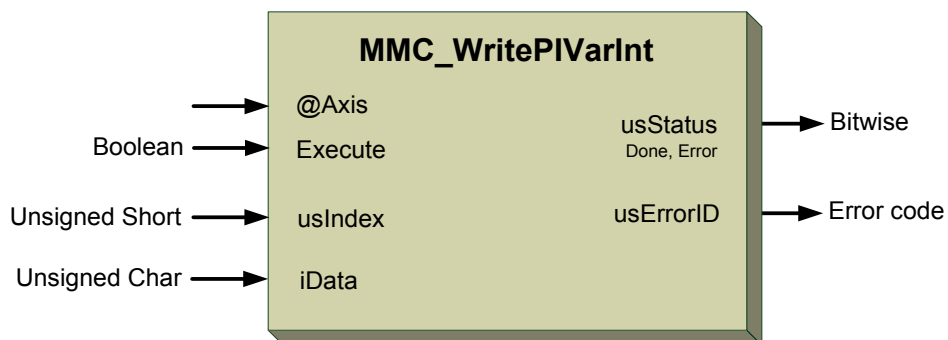 MMC_WritePIVarInt
@Axis
usStatus
Bitwise
Boolean
Execute
Done, Error
Unsigned Short
usIndex
usErrorID
Error code
Unsigned Char
iData